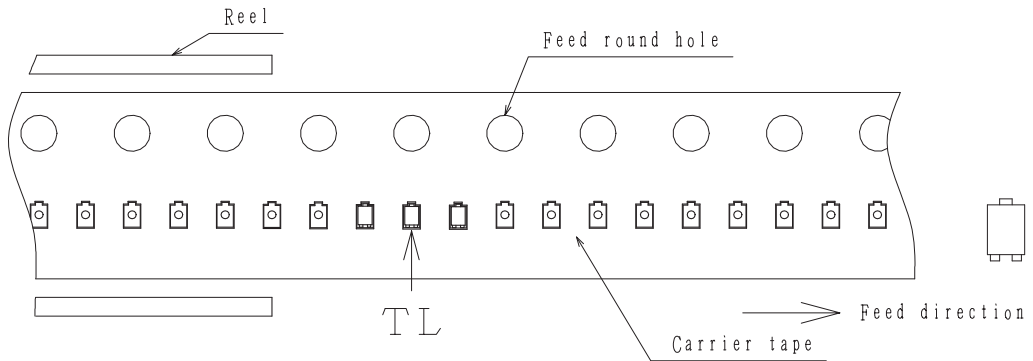 Reel
Feed round hole
TL
Feed direction
Carrier tape